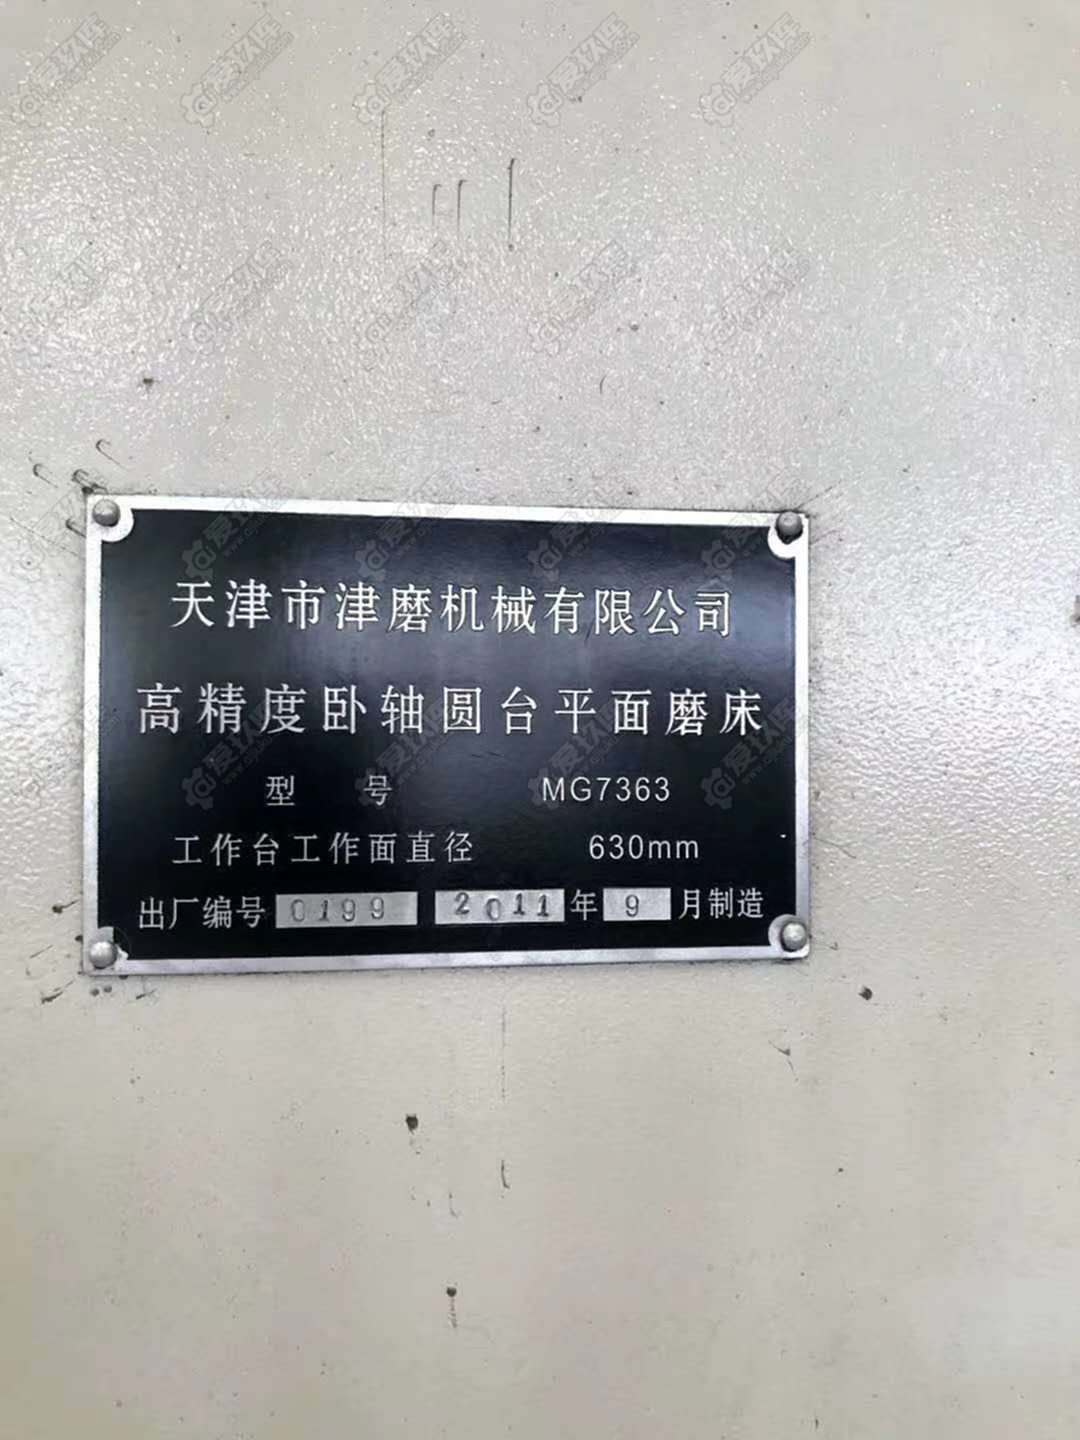 天津市津磨机械有限公司
高精度卧轴圆台平面磨床
型 号 MG7363
工作台工作面直径 630mm
出厂编号 0199 2011 年 9 月制造